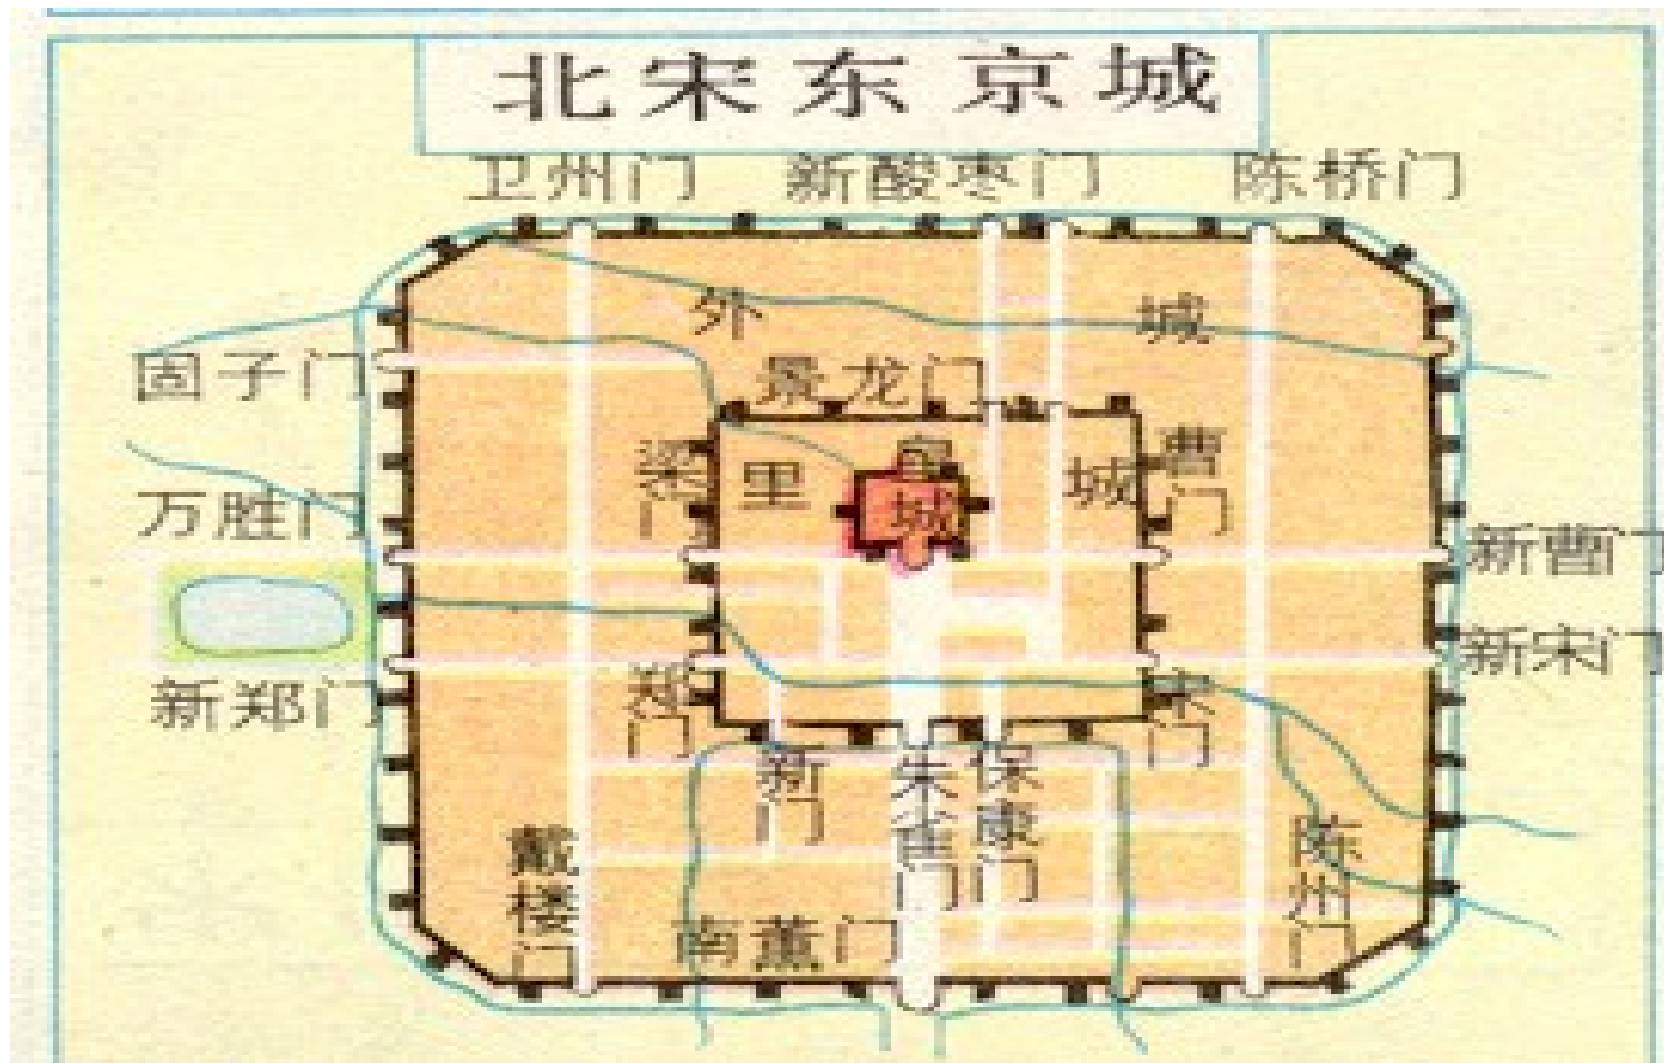 北宋东京城
卫州门
新酸枣门
陈桥门
外城
固子门
景龙门
梁门
里城
皇城
曹门
万胜门
新曹门
新宋门
新郑门
郑门
宋门
新门
朱雀门
保康门
戴楼门
南薰门
陈州门